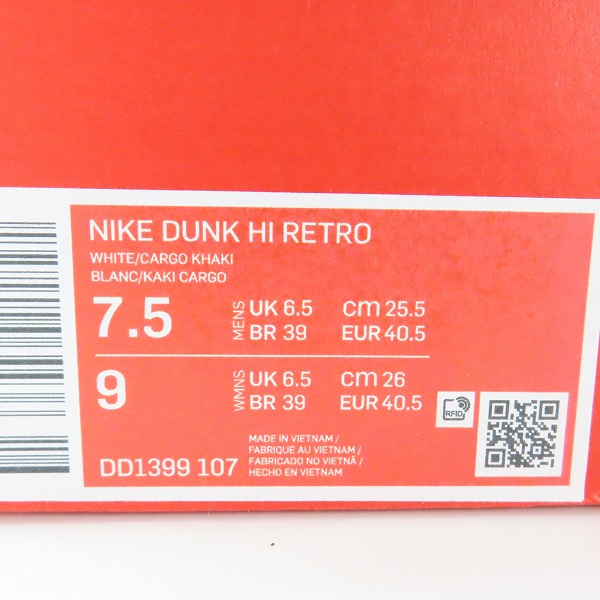 NIKE DUNK HI RETRO
WHITE/CARGO KHAKI
BLANC/KAKI CARGO
7.5 MENS UK 6.5 cm 25.5
BR 39 EUR 40.5
9 WMNS UK 6.5 cm 26
BR 39 EUR 40.5
RFID
DD1399 107
MADE IN VIETNAM /
FABRIQUE AU VIETNAM /
FABRICADO NO VIETNÃ /
HECHO EN VIETNAM